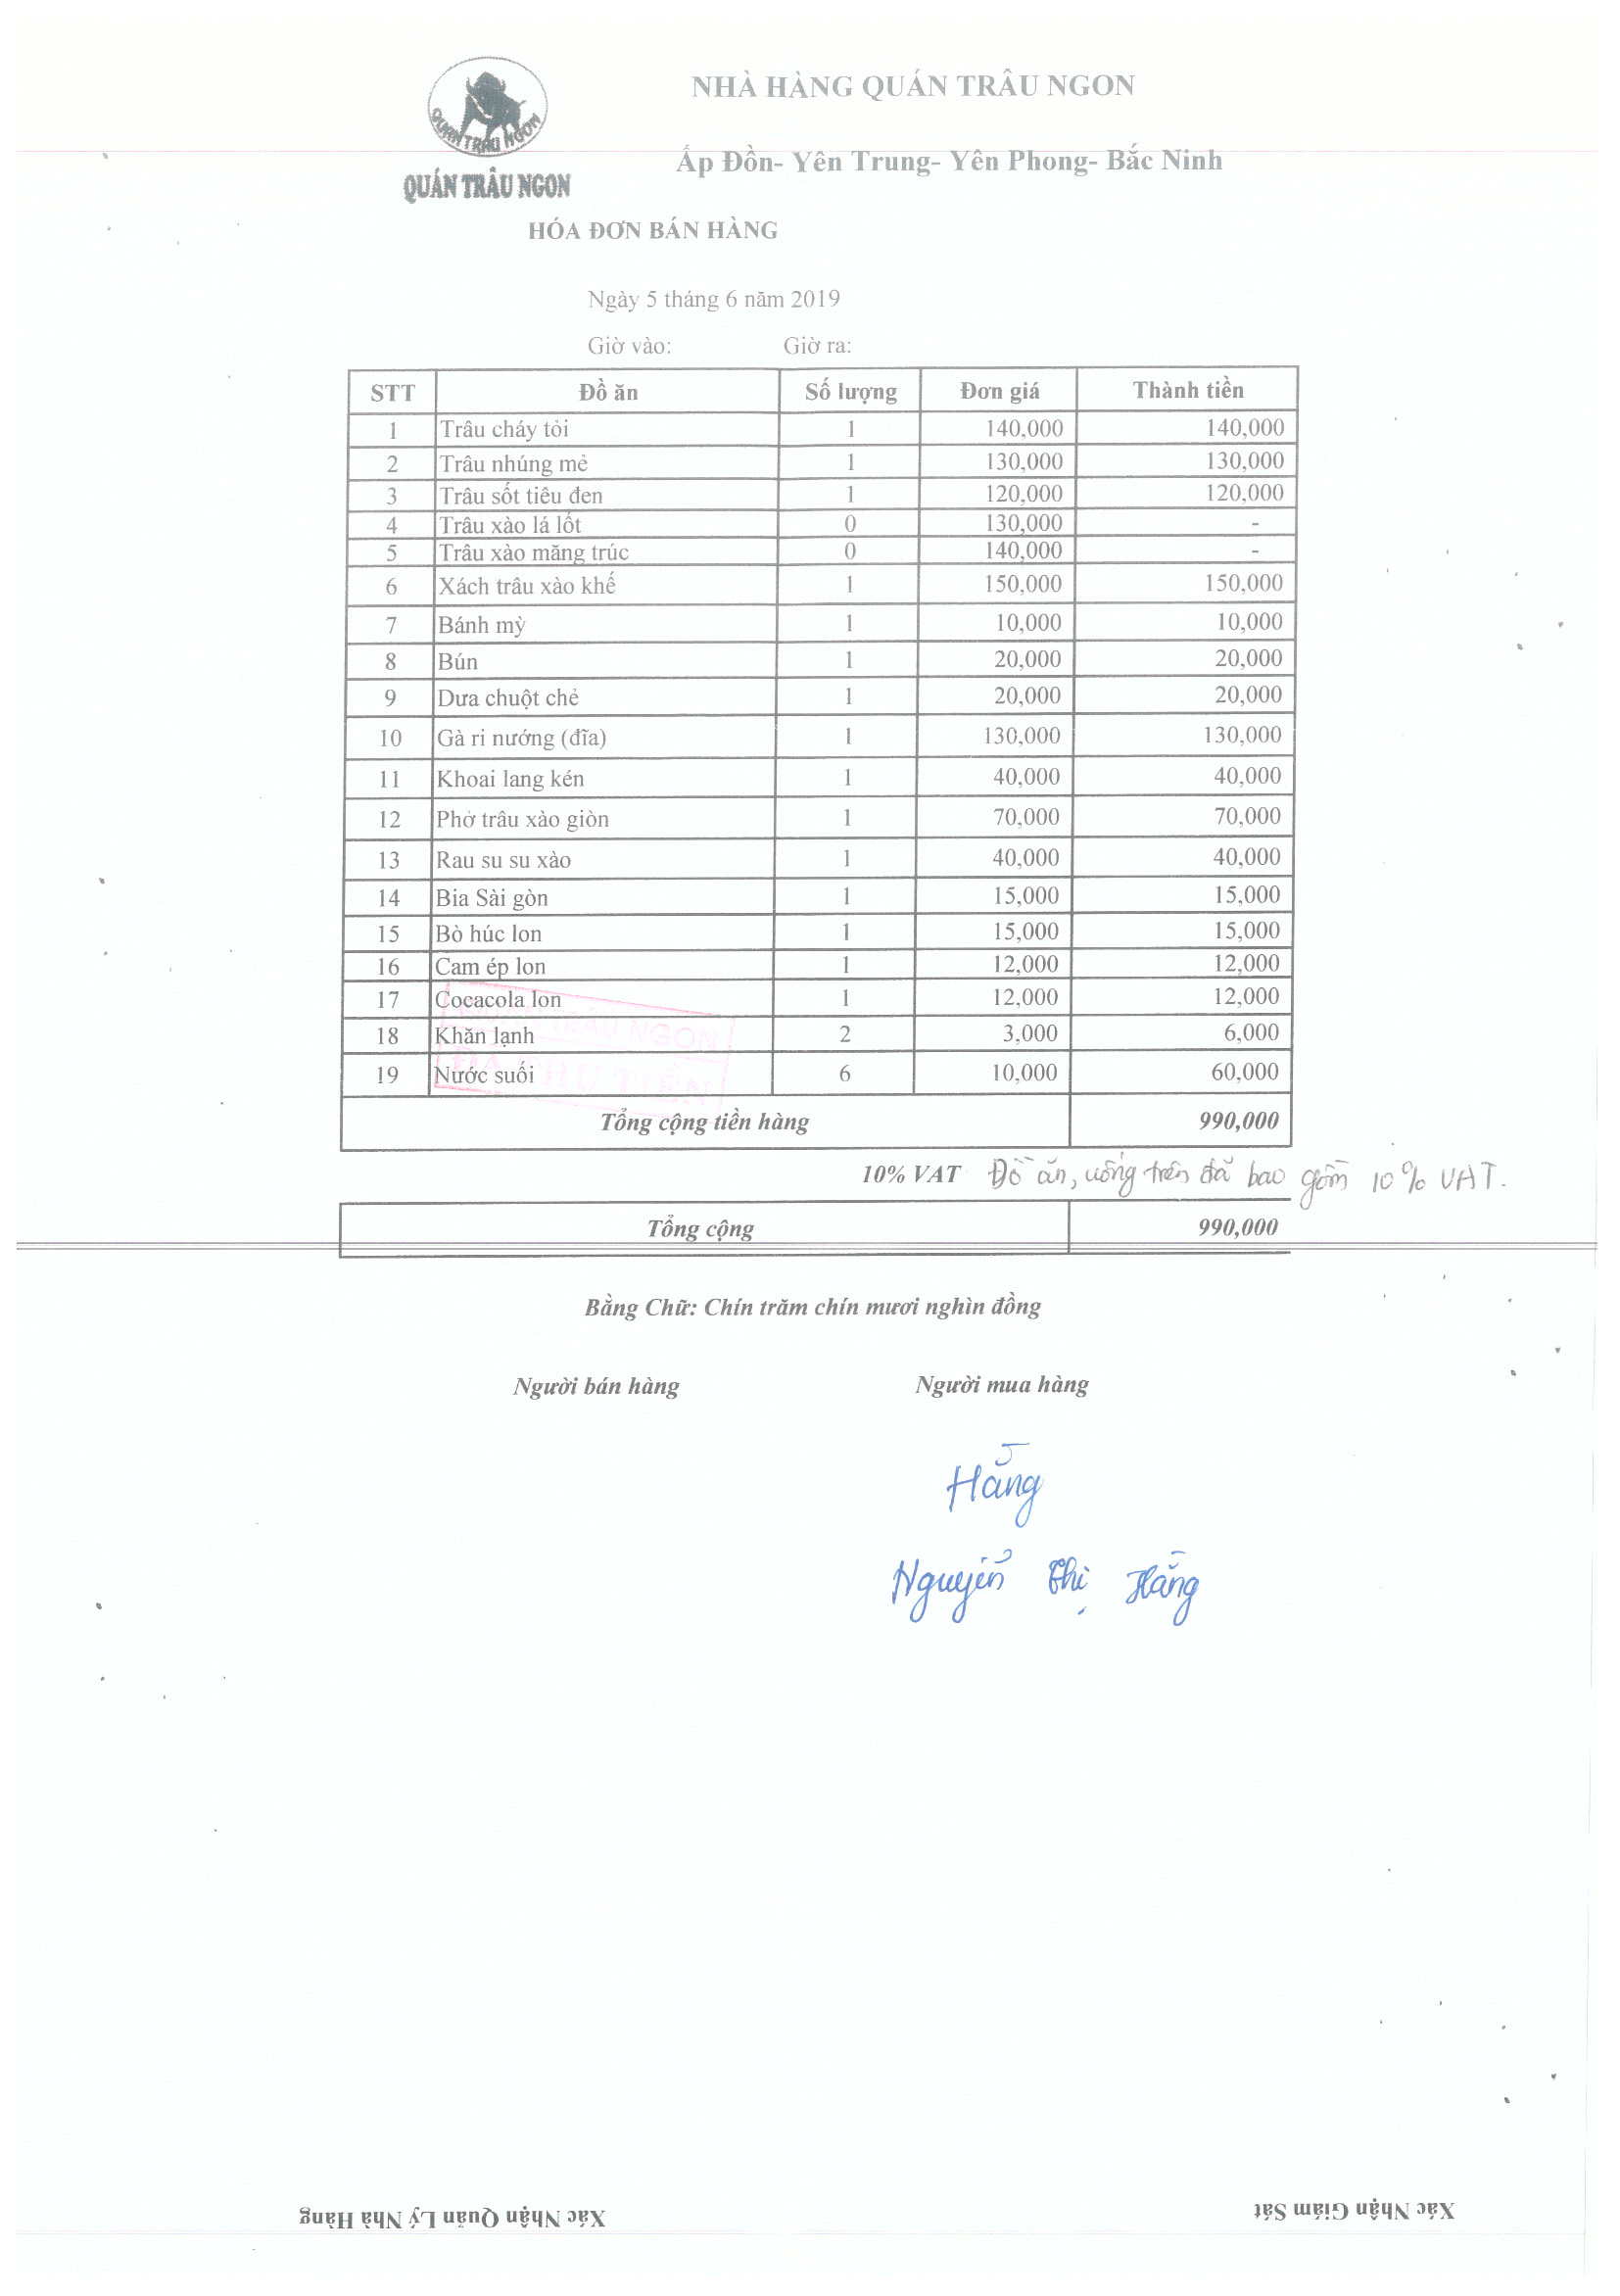 QUÁN TRÂU NGON
QUÁN TRÂU NGON
NHÀ HÀNG QUÁN TRÂU NGON
Ấp Đồn- Yên Trung- Yên Phong- Bắc Ninh
HÓA ĐƠN BÁN HÀNG
Ngày 5 tháng 6 năm 2019
Giờ vào: Giờ ra:
STT Đồ ăn Số lượng Đơn giá Thành tiền
1 Trâu cháy tỏi 1 140,000 140,000
2 Trâu nhúng mẻ 1 130,000 130,000
3 Trâu sốt tiêu đen 1 120,000 120,000
4 Trâu xào lá lốt 0 130,000 -
5 Trâu xào măng trúc 0 140,000 -
6 Xách trâu xào khế 1 150,000 150,000
7 Bánh mỳ 1 10,000 10,000
8 Bún 1 20,000 20,000
9 Dưa chuột chẻ 1 20,000 20,000
10 Gà ri nướng (đĩa) 1 130,000 130,000
11 Khoai lang kén 1 40,000 40,000
12 Phở trâu xào giòn 1 70,000 70,000
13 Rau su su xào 1 40,000 40,000
14 Bia Sài gòn 1 15,000 15,000
15 Bò húc lon 1 15,000 15,000
16 Cam ép lon 1 12,000 12,000
17 Cocacola lon 1 12,000 12,000
QUÁN TRÂU NGON
18 Khăn lạnh 2 3,000 6,000
ĐÃ THU TIỀN
19 Nước suối 6 10,000 60,000
Tổng cộng tiền hàng 990,000
10% VAT Đồ ăn, uống trên đã bao gồm 10% VAT.
Tổng cộng 990,000
Bằng Chữ: Chín trăm chín mươi nghìn đồng
Người bán hàng Người mua hàng
Hằng
Nguyễn Thị Hằng
Xác Nhận Quản Lý Nhà Hàng
Xác Nhận Giám Sát